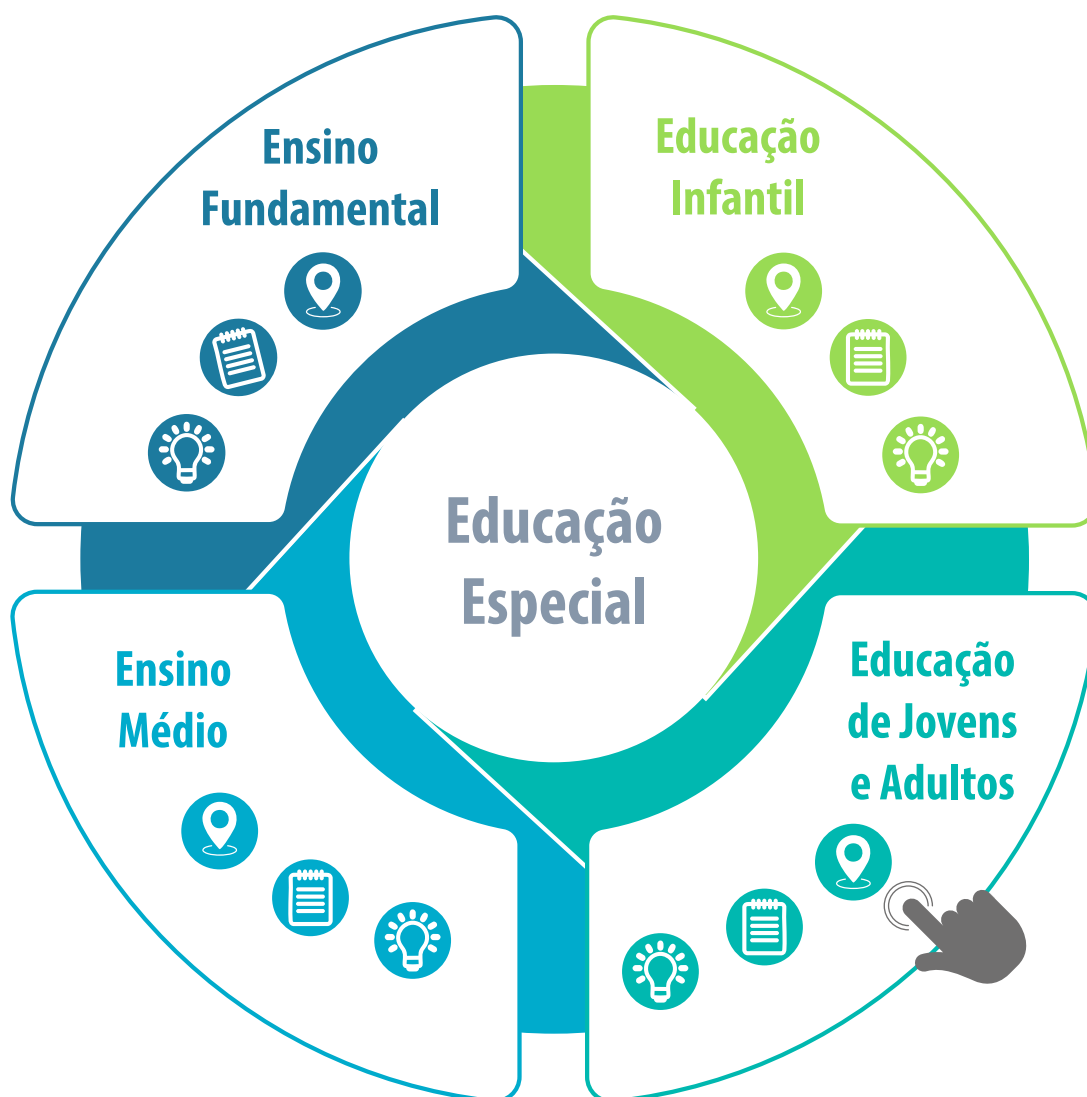 Ensino
Fundamental
Educação
Infantil
Educação
Especial
Ensino
Médio
Educação
de Jovens
e Adultos